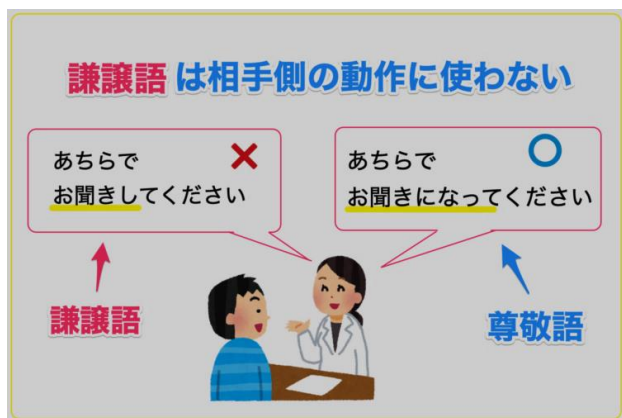 謙譲語は相手側の動作に使わない
あちらで
お聞きしてください
あちらで
お聞きになってください
謙譲語
尊敬語